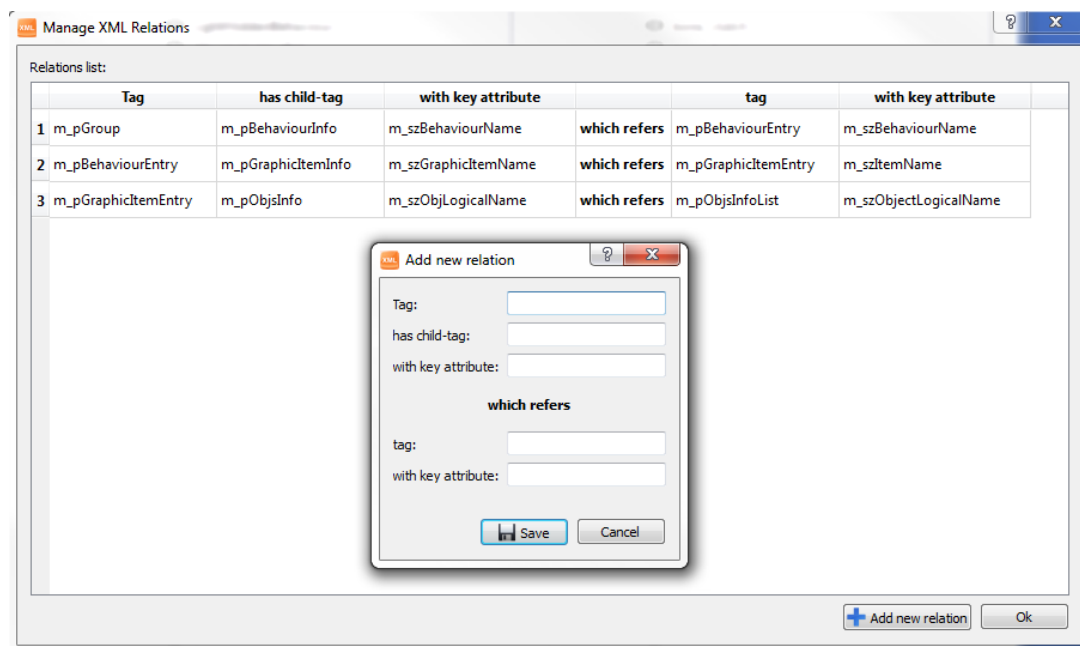 XML Manage XML Relations
Relations list:
Tag has child-tag with key attribute tag with key attribute
1 m_pGroup m_pBehaviourInfo m_szBehaviourName which refers m_pBehaviourEntry m_szBehaviourName
2 m_pBehaviourEntry m_pGraphicItemInfo m_szGraphicItemName which refers m_pGraphicItemEntry m_szItemName
3 m_pGraphicItemEntry m_pObjsInfo m_szObjLogicalName which refers m_pObjsInfoList m_szObjectLogicalName
XML Add new relation ? X
Tag:
has child-tag:
with key attribute:
which refers
tag:
with key attribute:
Save Cancel
Add new relation Ok